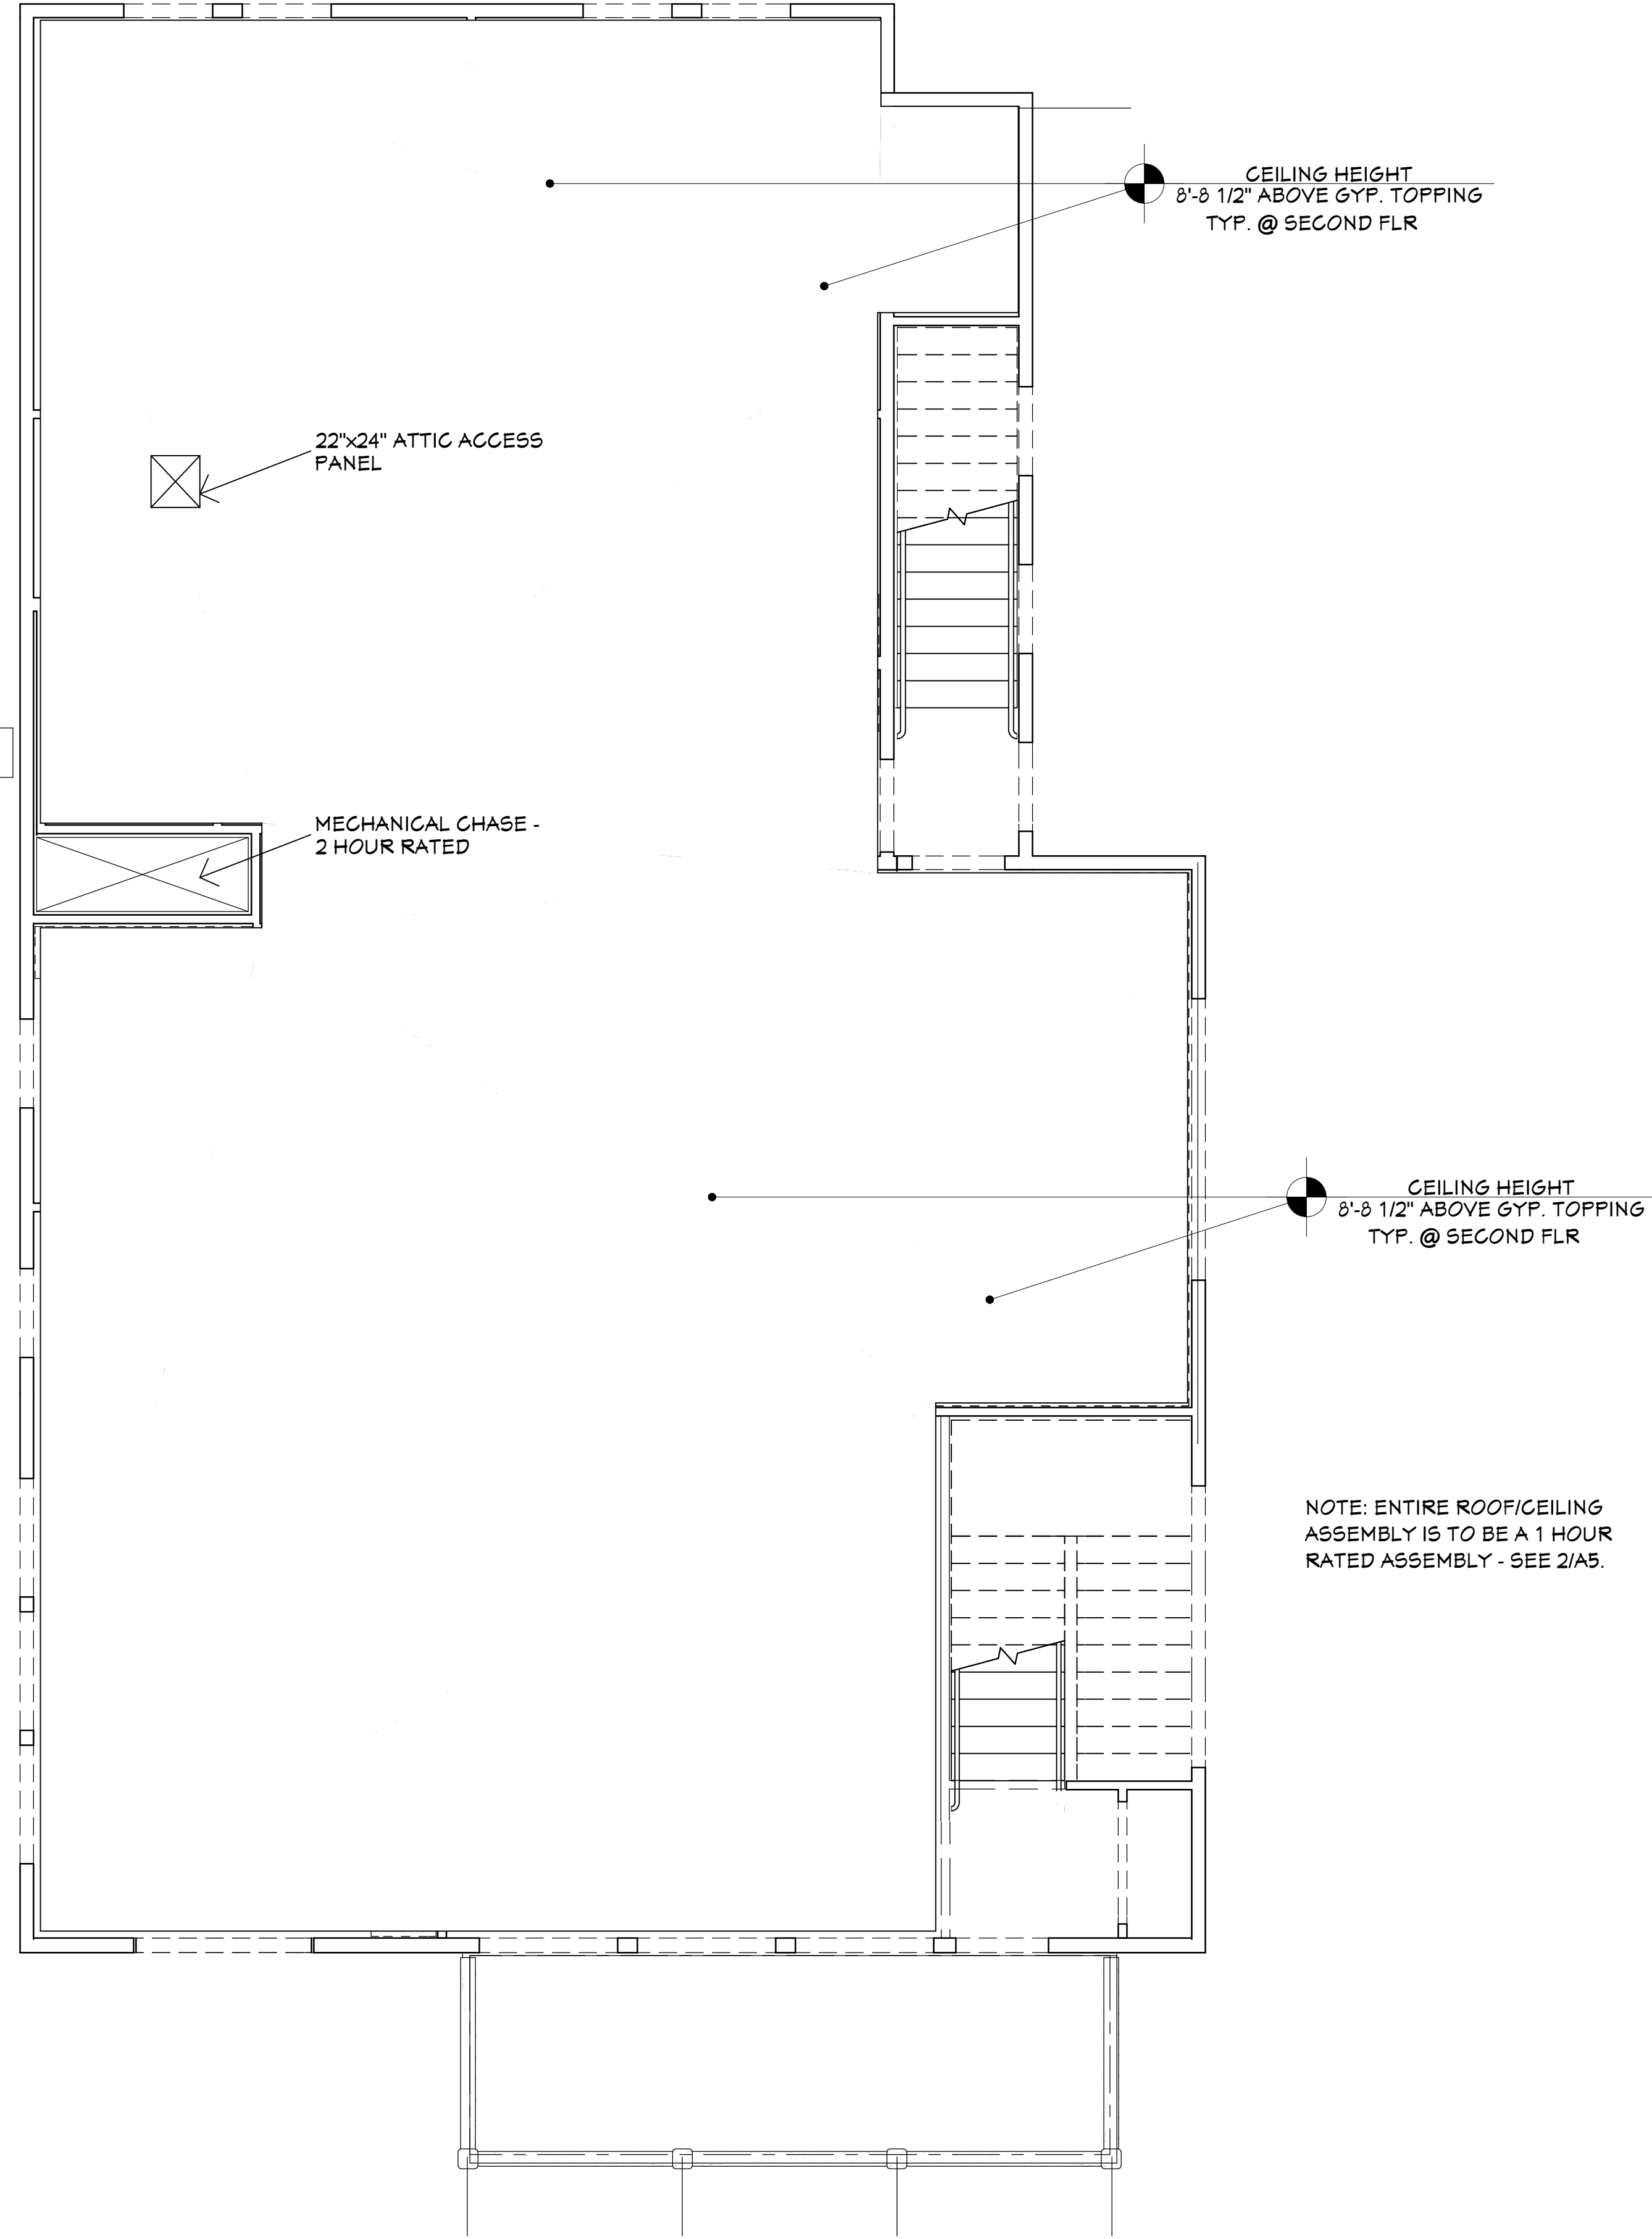 CEILING HEIGHT
8'-8 1/2" ABOVE GYP. TOPPING
TYP. @ SECOND FLR
22"x24" ATTIC ACCESS
PANEL
MECHANICAL CHASE -
2 HOUR RATED
CEILING HEIGHT
8'-8 1/2" ABOVE GYP. TOPPING
TYP. @ SECOND FLR
NOTE: ENTIRE ROOF/CEILING
ASSEMBLY IS TO BE A 1 HOUR
RATED ASSEMBLY - SEE 2/A5.